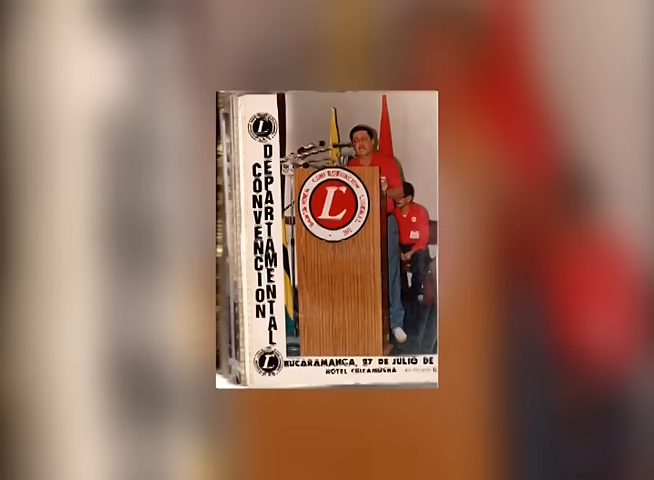 L
CONVENCION
DEPARTAMENTAL
L
L
BUCARAMANGA, 27 DE JULIO DE
HOTEL CHICAMOCHA